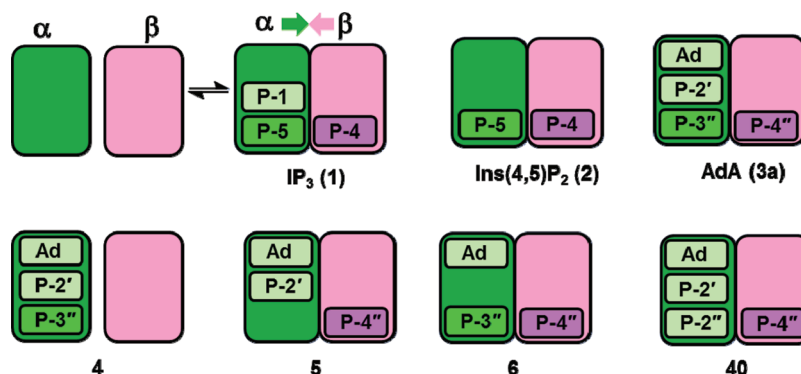 α β α β
P-1
P-5 P-4
IP₃ (1)
P-5 P-4
Ins(4,5)P₂ (2)
Ad
P-2′
P-3″ P-4″
AdA (3a)
Ad
P-2′
P-3″
4
Ad
P-2′
P-4″
5
Ad
P-3″ P-4″
6
Ad
P-2′
P-2″ P-4″
40